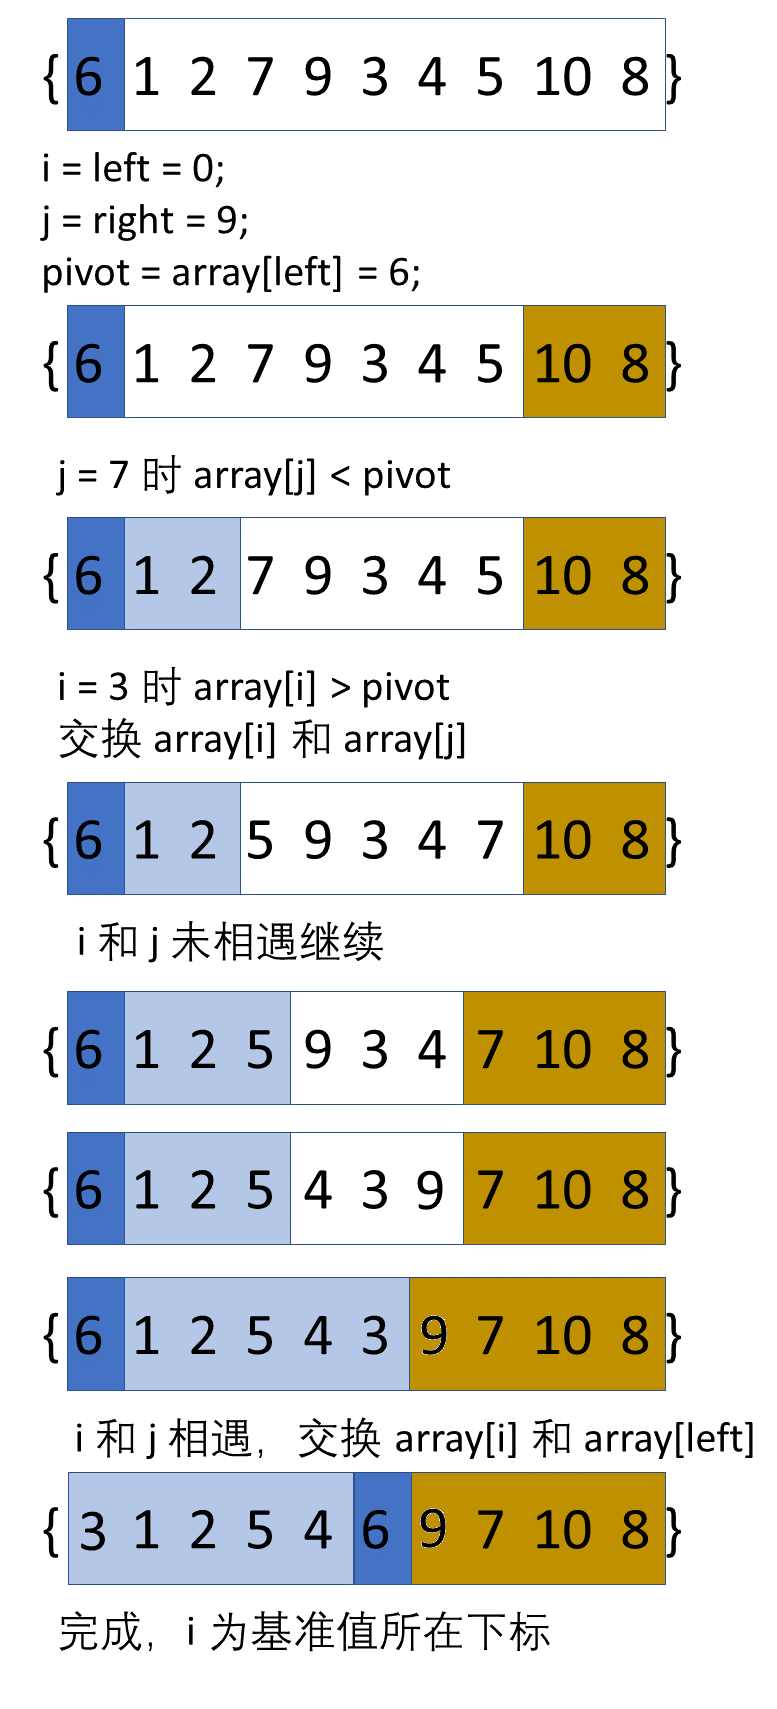 { 6 1 2 7 9 3 4 5 10 8 }
i = left = 0;
j = right = 9;
pivot = array[left] = 6;
{ 6 1 2 7 9 3 4 5 10 8 }
j = 7 时 array[j] < pivot
{ 6 1 2 7 9 3 4 5 10 8 }
i = 3 时 array[i] > pivot
交换 array[i] 和 array[j]
{ 6 1 2 5 9 3 4 7 10 8 }
i 和 j 未相遇继续
{ 6 1 2 5 9 3 4 7 10 8 }
{ 6 1 2 5 4 3 9 7 10 8 }
{ 6 1 2 5 4 3 9 7 10 8 }
i 和 j 相遇，交换 array[i] 和 array[left]
{ 3 1 2 5 4 6 9 7 10 8 }
完成，i 为基准值所在下标